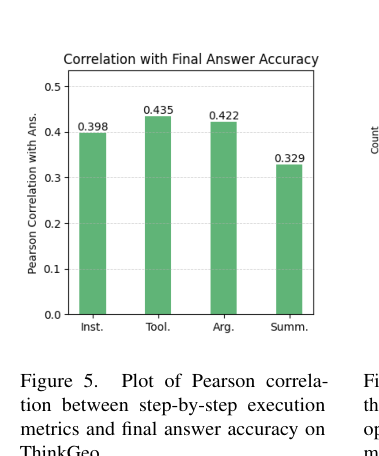 Correlation with Final Answer Accuracy
Pearson Correlation with Ans.
0.5
0.4
0.3
0.2
0.1
0.0
0.398
0.435
0.422
0.329
Inst.
Tool.
Arg.
Summ.
Count
Figure 5. Plot of Pearson correla-
tion between step-by-step execution
metrics and final answer accuracy on
ThinkGeo
Fi
th
op
m